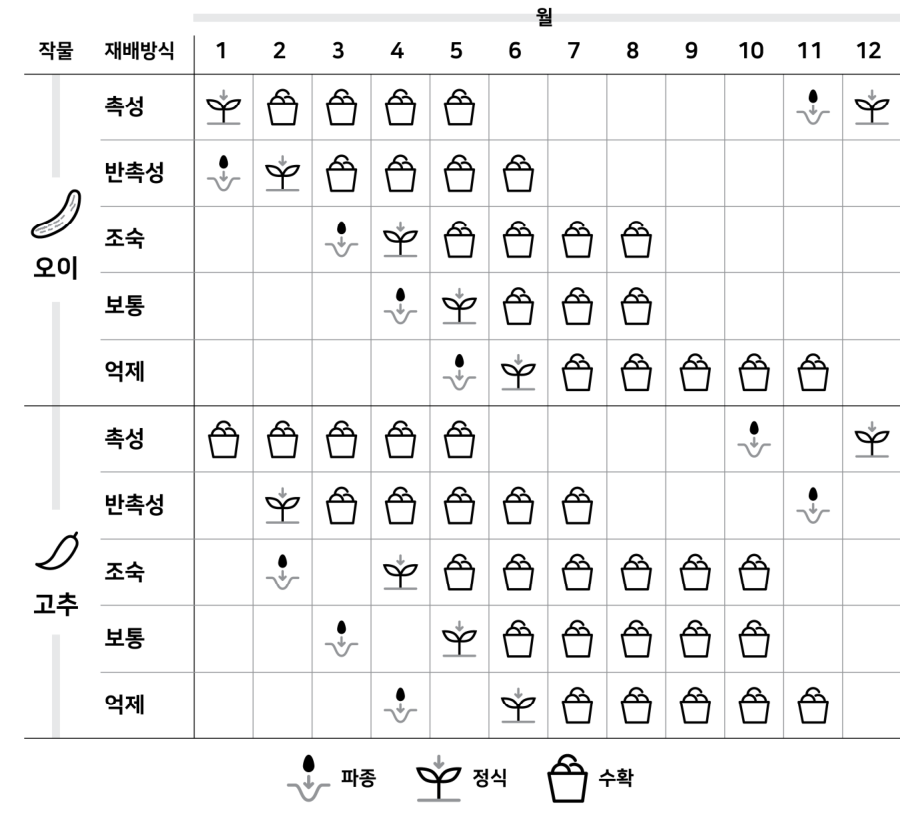 월
작물 재배방식 1 2 3 4 5 6 7 8 9 10 11 12
촉성
반촉성
조숙
오이
보통
억제
촉성
반촉성
조숙
고추
보통
억제
파종 정식 수확